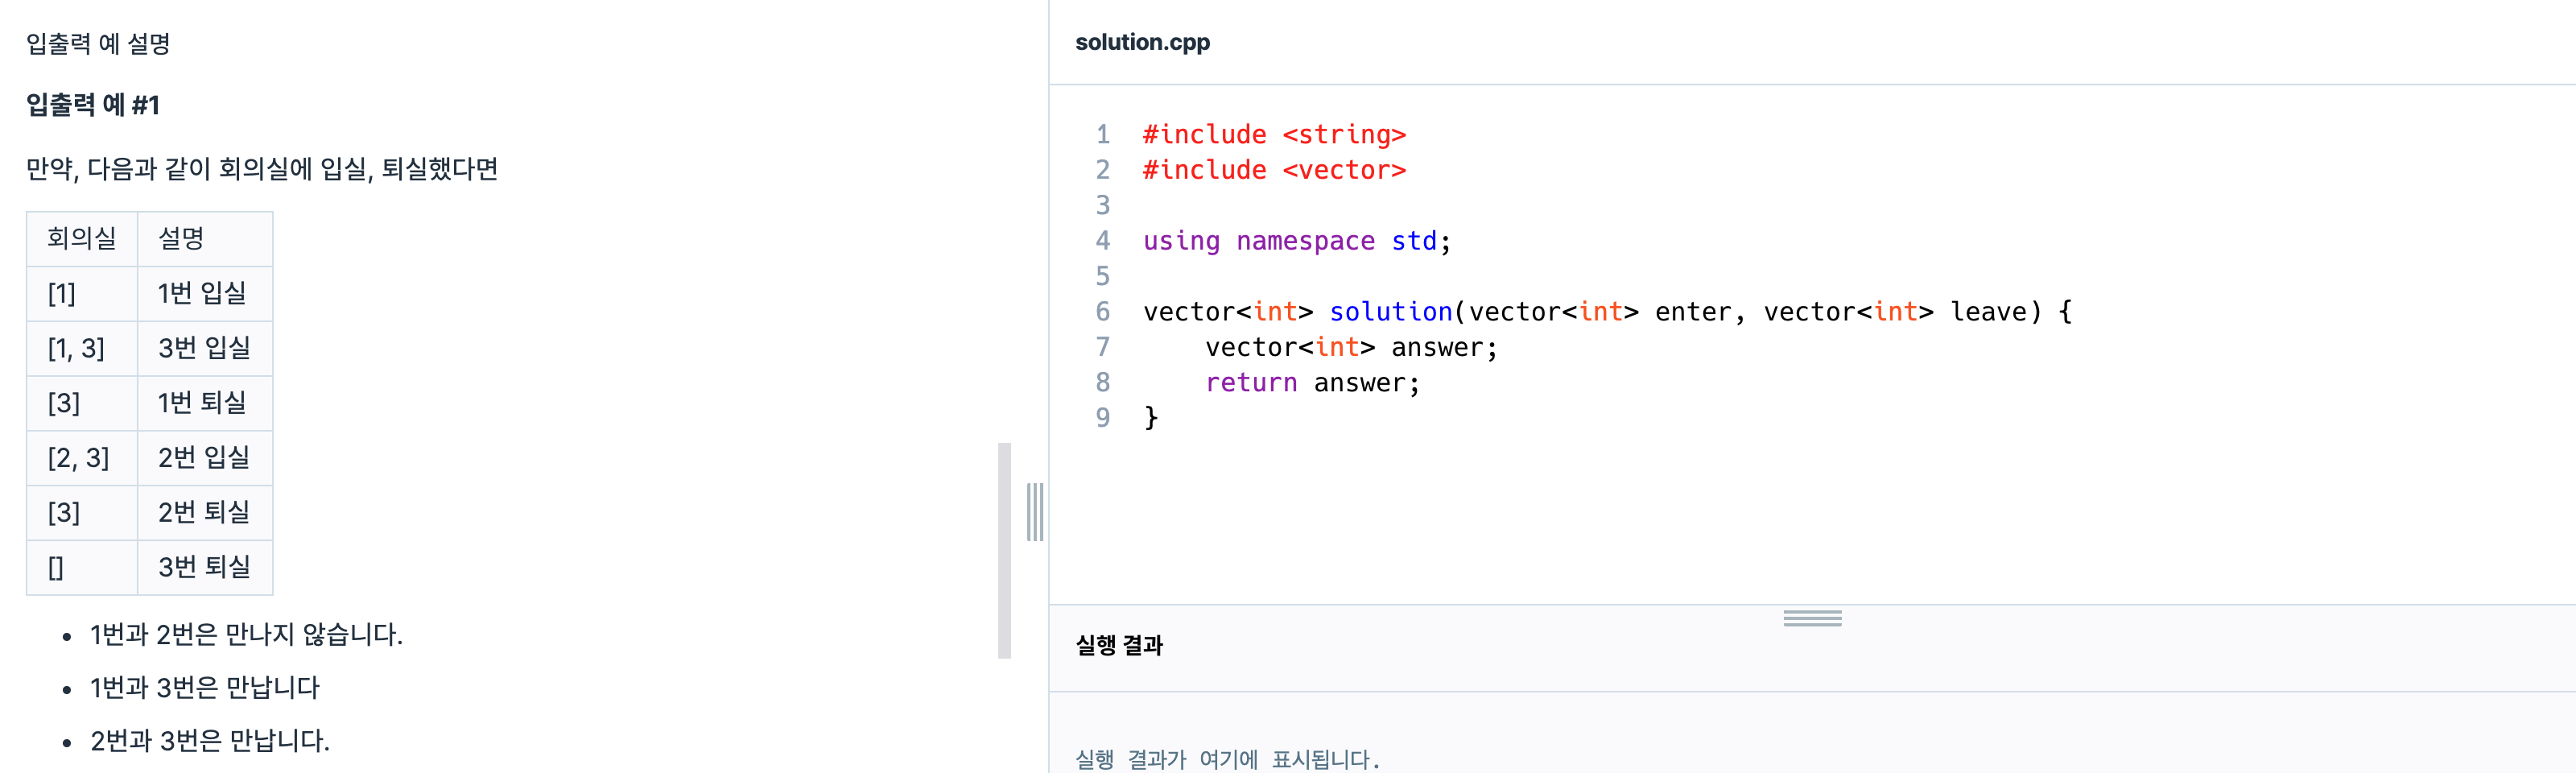 입출력 예 설명
입출력 예 #1
만약, 다음과 같이 회의실에 입실, 퇴실했다면
회의실 설명
[1] 1번 입실
[1, 3] 3번 입실
[3] 1번 퇴실
[2, 3] 2번 입실
[3] 2번 퇴실
[] 3번 퇴실
• 1번과 2번은 만나지 않습니다.
• 1번과 3번은 만납니다
• 2번과 3번은 만납니다.
solution.cpp
1 #include <string>
2 #include <vector>
3
4 using namespace std;
5
6 vector<int> solution(vector<int> enter, vector<int> leave) {
7     vector<int> answer;
8     return answer;
9 }
실행 결과
실행 결과가 여기에 표시됩니다.